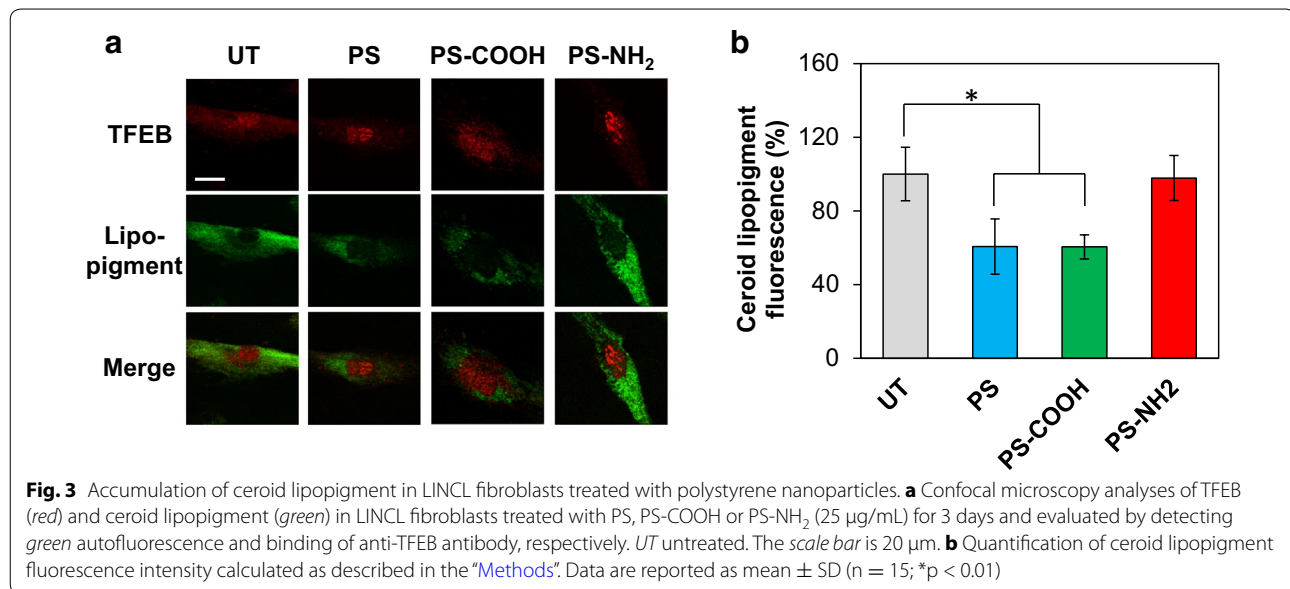 a
UT PS PS-COOH PS-NH₂
TFEB
Lipo-
pigment
Merge
b
Ceroid lipopigment
fluorescence (%)
160
120
80
40
0
*
UT
PS
PS-COOH
PS-NH2
Fig. 3 Accumulation of ceroid lipopigment in LINCL fibroblasts treated with polystyrene nanoparticles. a Confocal microscopy analyses of TFEB
(red) and ceroid lipopigment (green) in LINCL fibroblasts treated with PS, PS-COOH or PS-NH₂ (25 µg/mL) for 3 days and evaluated by detecting
green autofluorescence and binding of anti-TFEB antibody, respectively. UT untreated. The scale bar is 20 µm. b Quantification of ceroid lipopigment
fluorescence intensity calculated as described in the “Methods”. Data are reported as mean ± SD (n = 15; *p < 0.01)